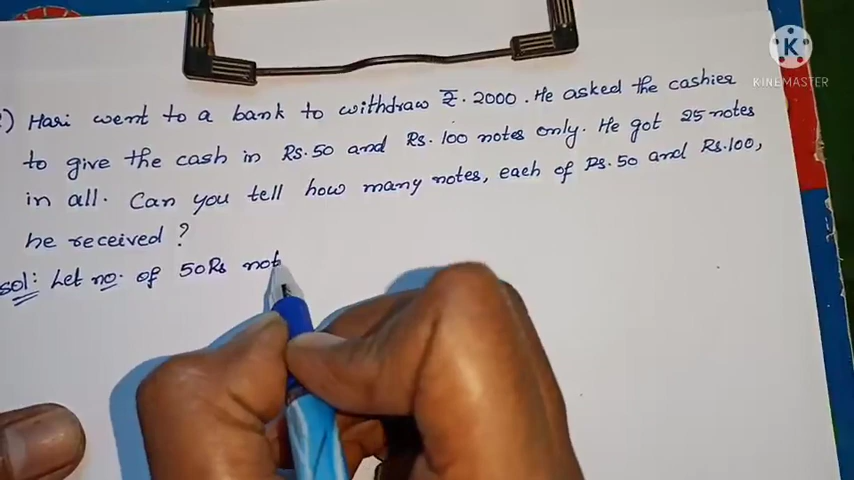 K
KINEMASTER
) Hari went to a bank to withdraw ₹. 2000. He asked the cashier
to give the cash in Rs.50 and Rs.100 notes only. He got 25 notes
in all. Can you tell how many notes, each of Rs.50 and Rs.100,
he received ?
sol: Let no. of 50Rs not